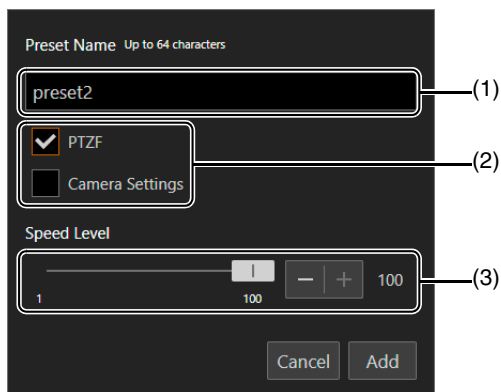 Preset Name Up to 64 characters
preset2
(1)
PTZF
(2)
Camera Settings
Speed Level
− + 100
(3)
1 100
Cancel Add